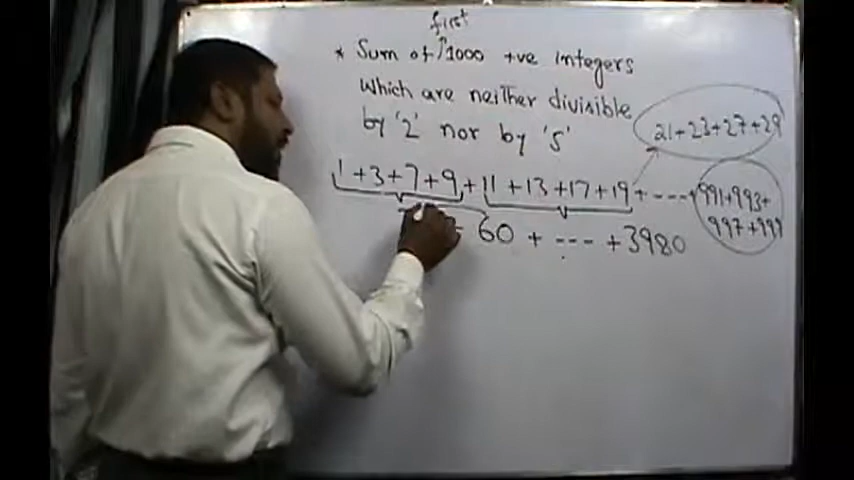 first
* Sum of ↑1000 +ve integers
which are neither divisible
by '2' nor by '5'
21+23+27+29
1+3+7+9+11+13+17+19+---+991+993+
997+999
60+---+3980